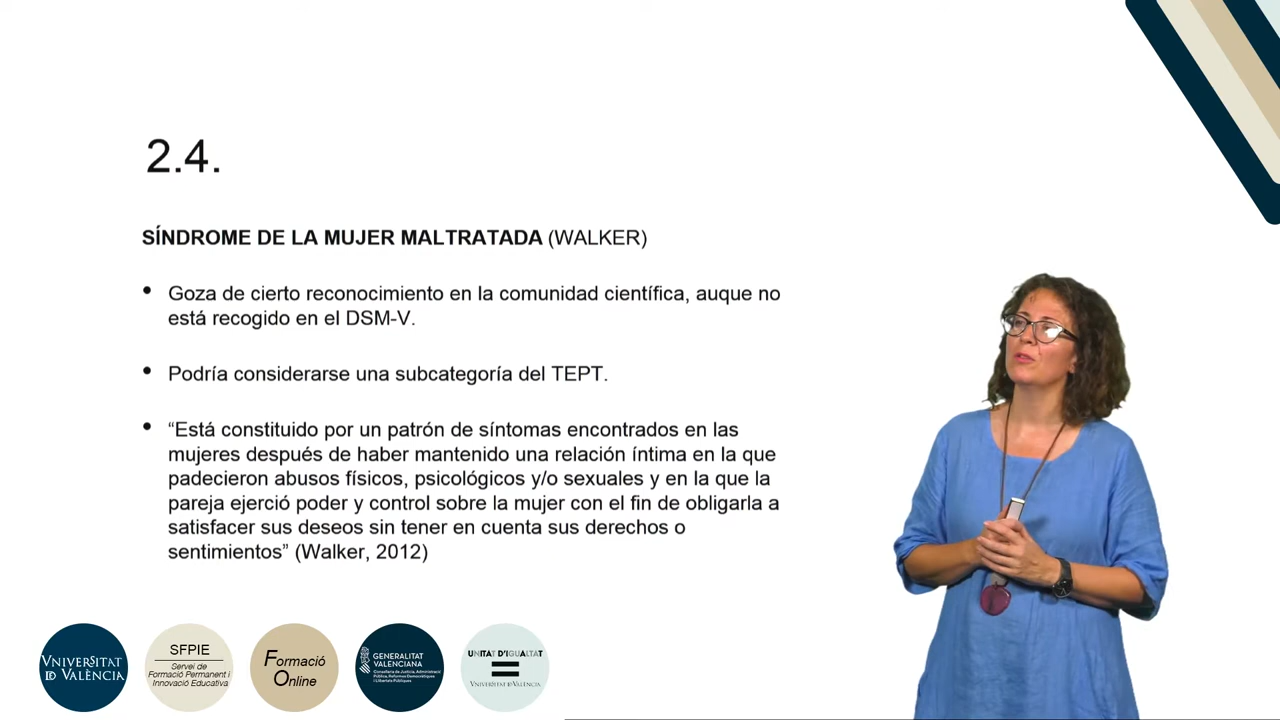 2.4.
SÍNDROME DE LA MUJER MALTRATADA (WALKER)
• Goza de cierto reconocimiento en la comunidad científica, auque no
está recogido en el DSM-V.
• Podría considerarse una subcategoría del TEPT.
• “Está constituido por un patrón de síntomas encontrados en las
mujeres después de haber mantenido una relación íntima en la que
padecieron abusos físicos, psicológicos y/o sexuales y en la que la
pareja ejerció poder y control sobre la mujer con el fin de obligarla a
satisfacer sus deseos sin tener en cuenta sus derechos o
sentimientos” (Walker, 2012)
VNIVERSITAT
ID VALÈNCIA
SFPIE
Servei de
Formació Permanent i
Innovació Educativa
Formació
Online
GENERALITAT
VALENCIANA
Conselleria de Justícia, Administració
Pública, Reformes Democràtiques
i Llibertats Públiques
UNITAT D'IGUALTAT
VNIVERSITAT ID VALÈNCIA